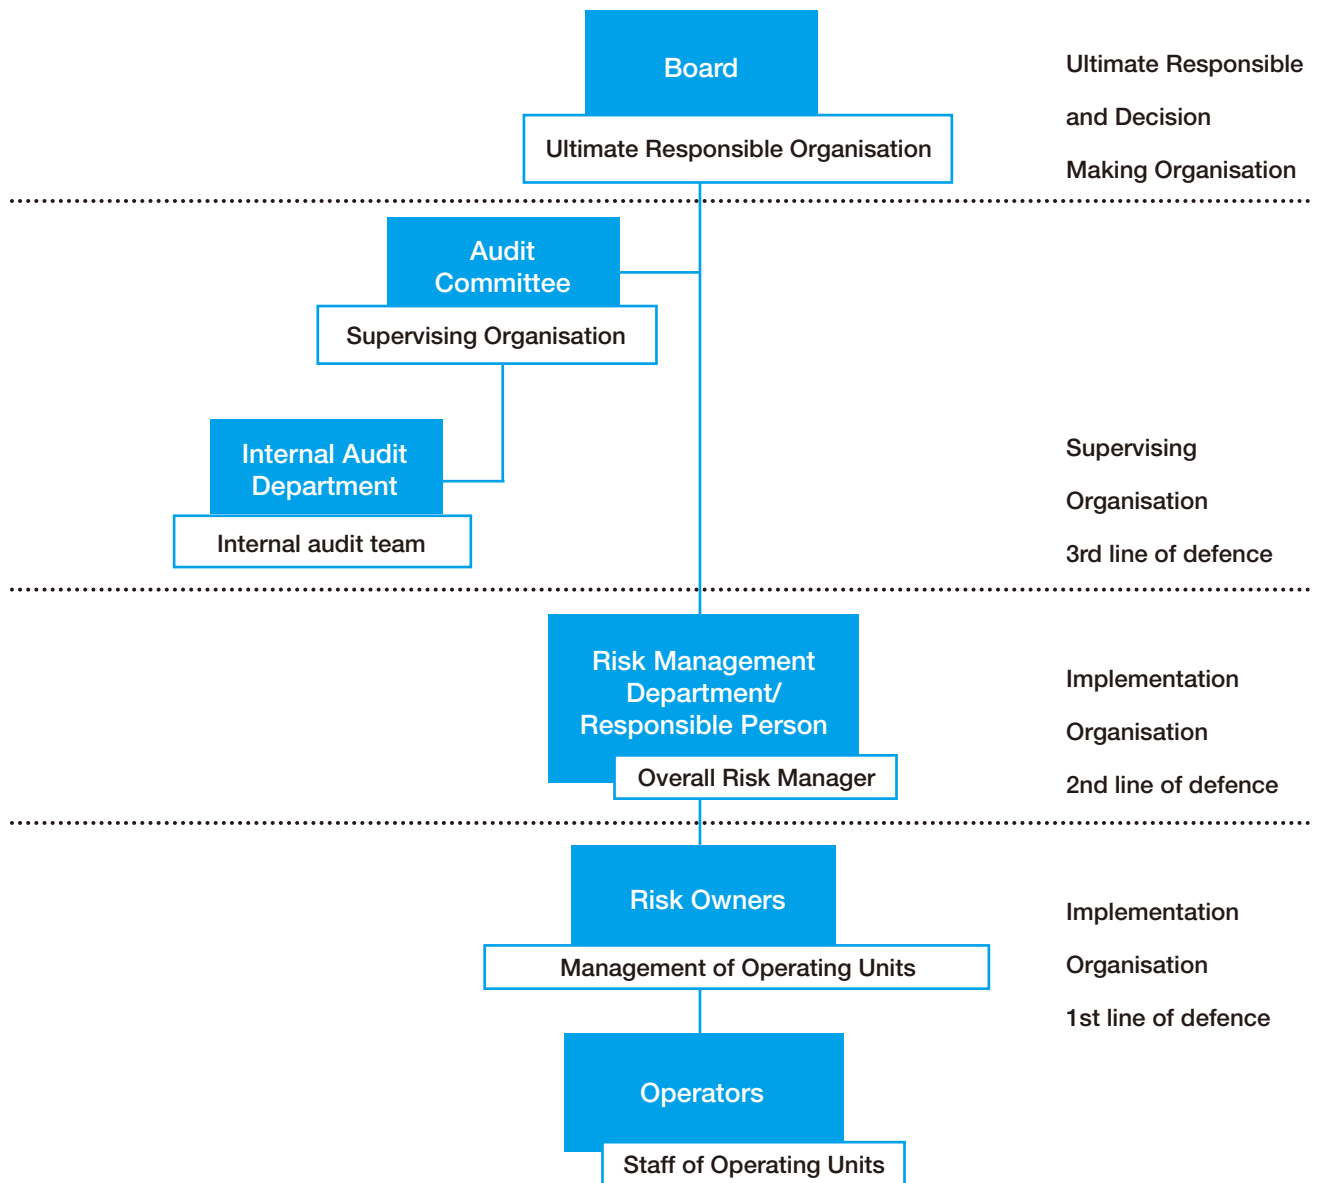 Board
Ultimate Responsible Organisation
Ultimate Responsible
and Decision
Making Organisation
Audit
Committee
Supervising Organisation
Internal Audit
Department
Internal audit team
Supervising
Organisation
3rd line of defence
Risk Management
Department/
Responsible Person
Overall Risk Manager
Implementation
Organisation
2nd line of defence
Risk Owners
Management of Operating Units
Implementation
Organisation
1st line of defence
Operators
Staff of Operating Units